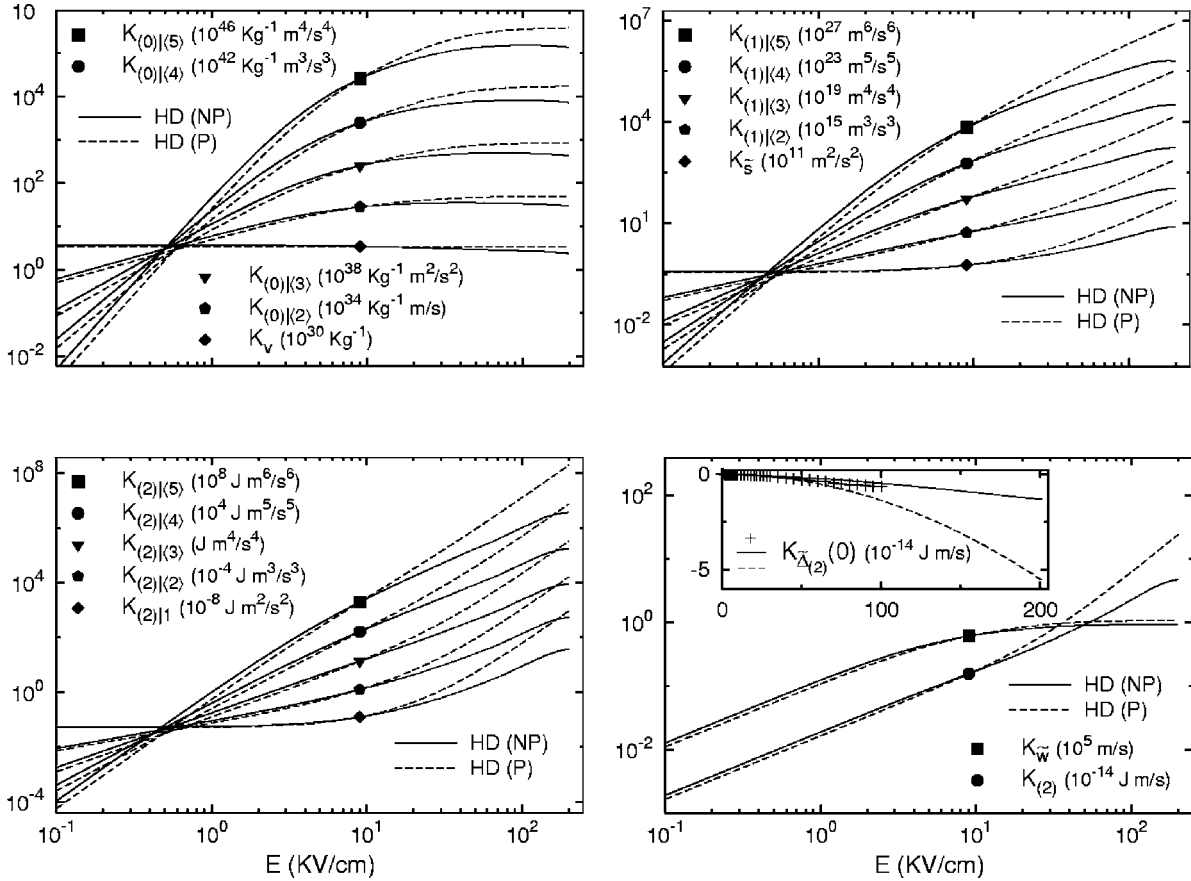 10^5
10^4
10^2
10^0
10^-2
K(0)|⟨5⟩ (10^46 Kg^-1 m^4/s^4)
K(0)|⟨4⟩ (10^42 Kg^-1 m^3/s^3)
HD (NP)
HD (P)
K(0)|⟨3⟩ (10^38 Kg^-1 m^2/s^2)
K(0)|⟨2⟩ (10^34 Kg^-1 m/s)
K_V (10^30 Kg^-1)
10^7
10^4
10^1
10^-2
K(1)|⟨5⟩ (10^27 m^6/s^6)
K(1)|⟨4⟩ (10^23 m^5/s^5)
K(1)|⟨3⟩ (10^19 m^4/s^4)
K(1)|⟨2⟩ (10^15 m^3/s^3)
K_S̃ (10^11 m^2/s^2)
HD (NP)
HD (P)
10^8
10^4
10^0
10^-4
K(2)|⟨5⟩ (10^8 J m^6/s^6)
K(2)|⟨4⟩ (10^4 J m^5/s^5)
K(2)|⟨3⟩ (J m^4/s^4)
K(2)|⟨2⟩ (10^-4 J m^3/s^3)
K(2)|1 (10^-8 J m^2/s^2)
HD (NP)
HD (P)
10^-1 10^0 10^1 10^2
E (KV/cm)
10^2
10^0
10^-2
0
-5
K_Δ̃(2)(0) (10^-14 J m/s)
0 100 200
HD (NP)
HD (P)
K_W̃ (10^5 m/s)
K(2) (10^-14 J m/s)
10^-1 10^0 10^1 10^2
E (KV/cm)